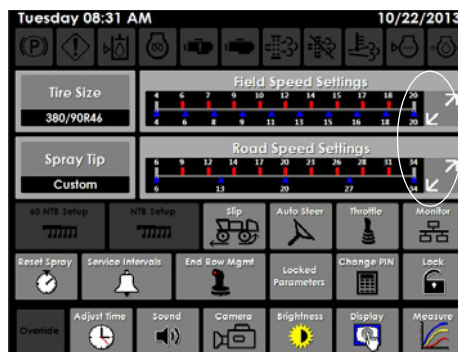 Tuesday 08:31 AM 10/22/2013
Tire Size
380/90R46
Field Speed Settings
4 6 7 9 10 12 14 15 17 18 20
4 6 8 9 11 13 14 16 18 20
Spray Tip
Custom
Road Speed Settings
6 9 12 14 17 20 23 26 28 31 34
6 13 20 27 34
60 NTB Setup NTB Setup Slip Auto Steer Throttle Monitor
Reset Spray Service Intervals End Row Mgmt Locked Parameters Change PIN Lock
Override Adjust Time Sound Camera Brightness Display Measure